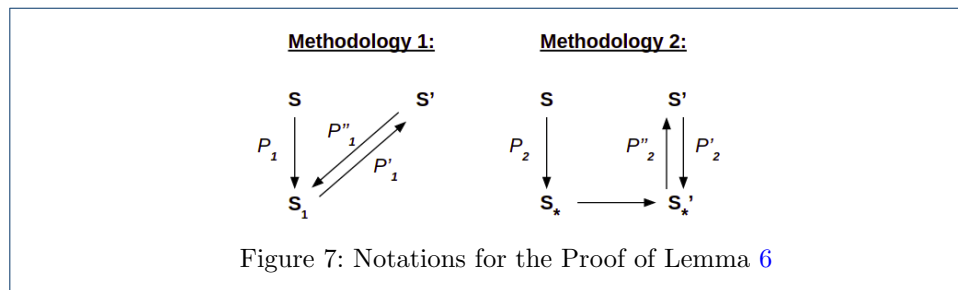 Methodology 1: Methodology 2:
S S' S S'
P₁ P''₁ P'₁ P₂ P''₂ P'₂
S₁ S* S*'
Figure 7: Notations for the Proof of Lemma 6